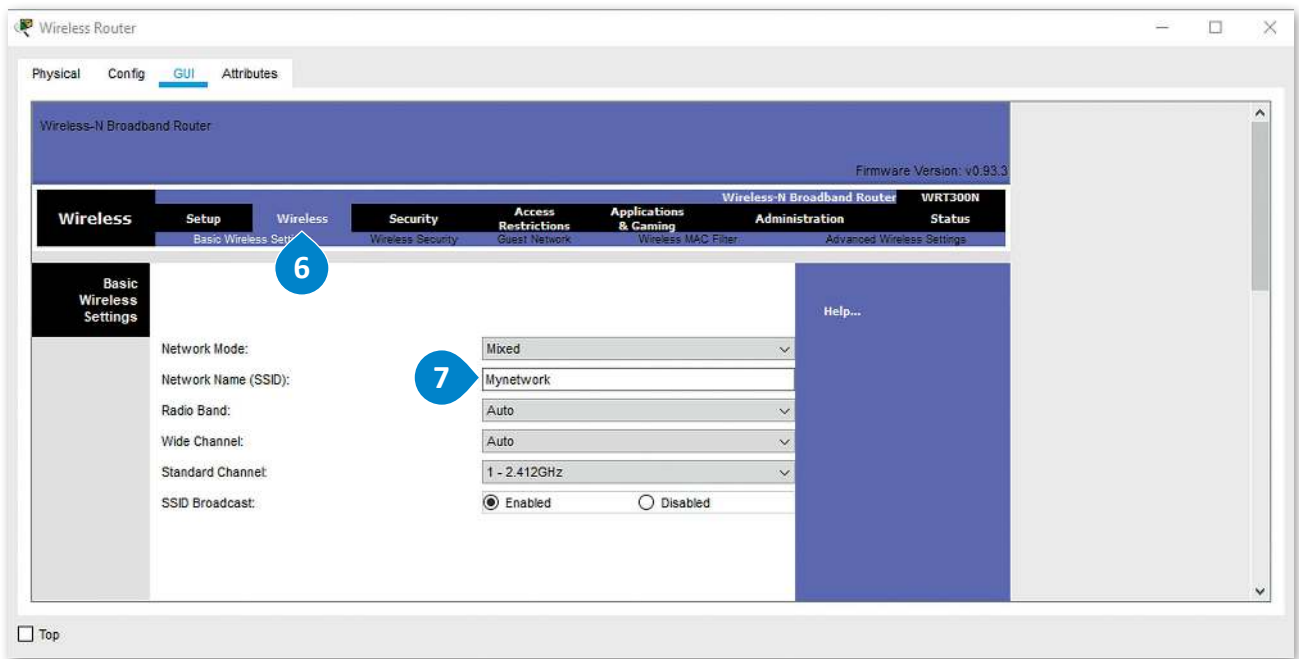 Wireless Router
Physical Config GUI Attributes
Wireless-N Broadband Router
Firmware Version: v0.93.3
Wireless-N Broadband Router WRT300N
Wireless Setup Wireless Security Access Restrictions Applications & Gaming Administration Status
Basic Wireless Setti Wireless Security Guest Network Wireless MAC Filter Advanced Wireless Settings
6
Basic
Wireless
Settings
Help...
Network Mode: Mixed
Network Name (SSID): 7 Mynetwork
Radio Band: Auto
Wide Channel: Auto
Standard Channel: 1 - 2.412GHz
SSID Broadcast: Enabled Disabled
Top